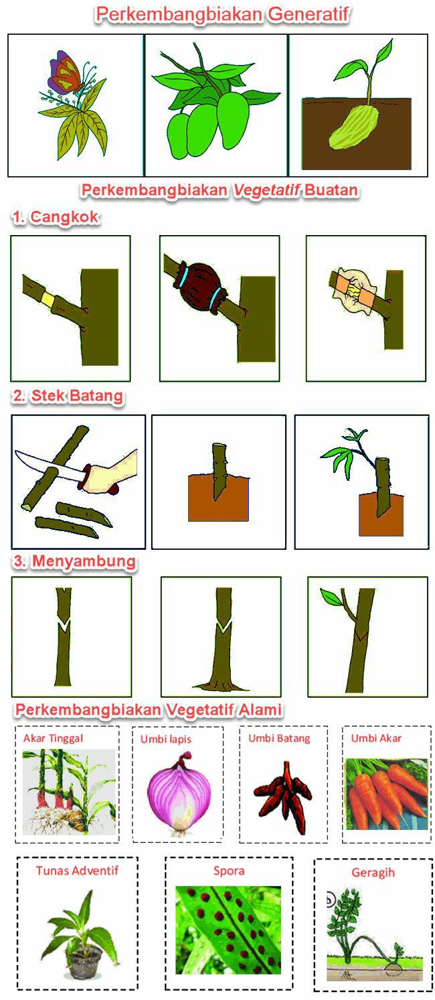 Perkembangbiakan Generatif
Perkembangbiakan Vegetatif Buatan
1. Cangkok
2. Stek Batang
3. Menyambung
Perkembangbiakan Vegetatif Alami
Akar Tinggal
Umbi lapis
Umbi Batang
Umbi Akar
Tunas Adventif
Spora
Geragih